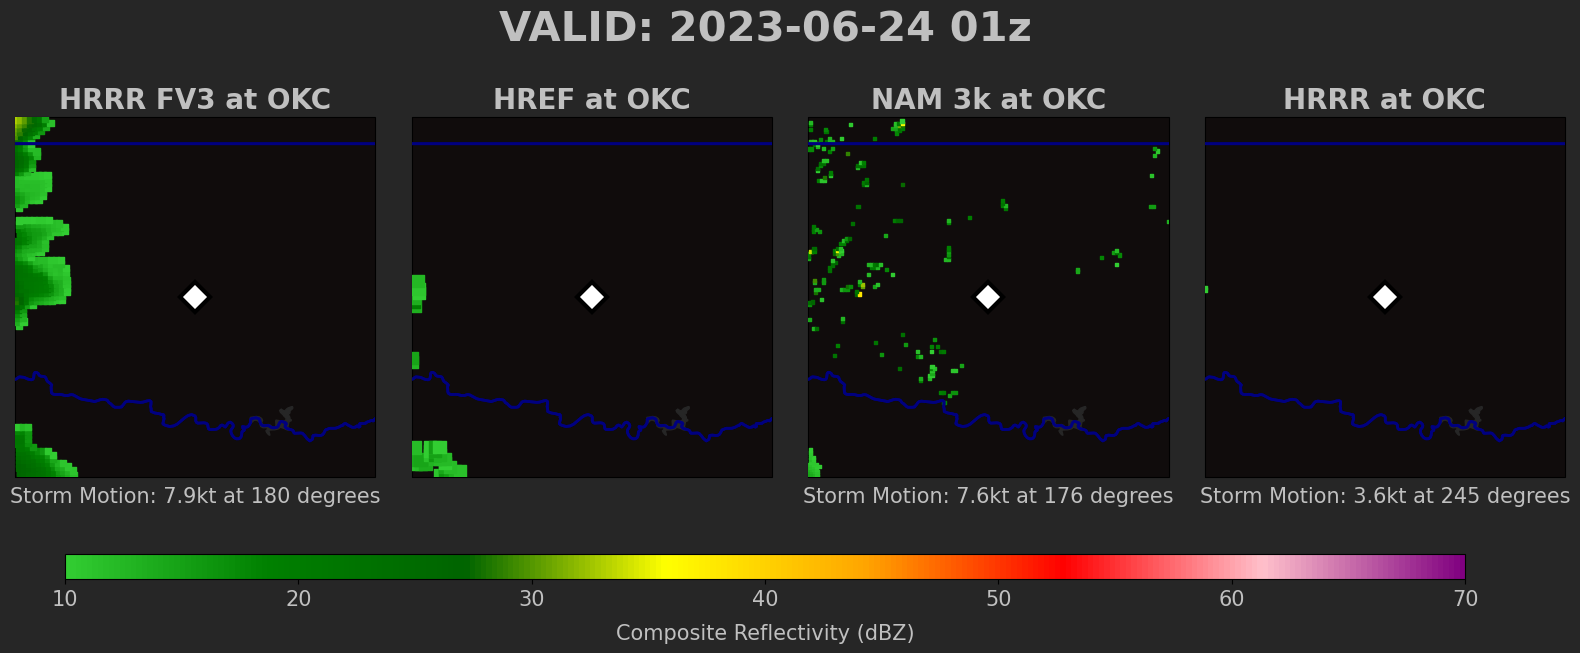 VALID: 2023-06-24 01z
HRRR FV3 at OKC
HREF at OKC
NAM 3k at OKC
HRRR at OKC
Storm Motion: 7.9kt at 180 degrees
Storm Motion: 7.6kt at 176 degrees
Storm Motion: 3.6kt at 245 degrees
10 20 30 40 50 60 70
Composite Reflectivity (dBZ)